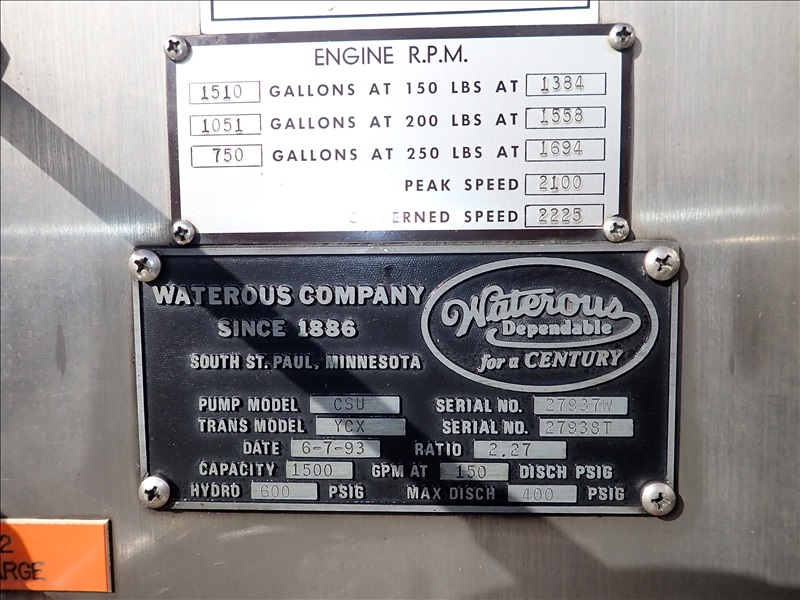 ENGINE R.P.M.
1510 GALLONS AT 150 LBS AT 1384
1051 GALLONS AT 200 LBS AT 1558
750 GALLONS AT 250 LBS AT 1694
PEAK SPEED 2100
GOVERNED SPEED 2225
WATEROUS COMPANY
SINCE 1886
SOUTH ST. PAUL, MINNESOTA
Waterous
Dependable
for a CENTURY
PUMP MODEL CSU SERIAL NO. 27937W
TRANS MODEL YCX SERIAL NO. 27938T
DATE 6-7-93 RATIO 2.27
CAPACITY 1500 GPM AT 150 DISCH PSIG
HYDRO 600 PSIG MAX DISCH 400 PSIG
2
ARGE